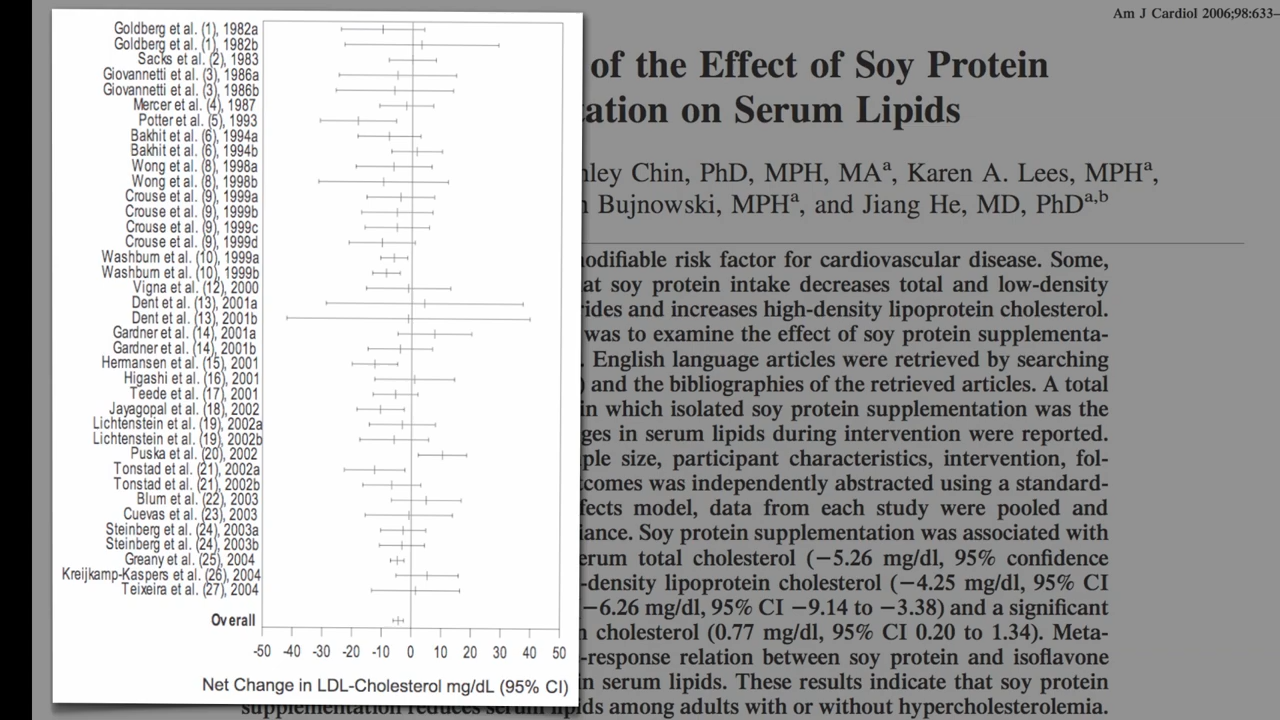 Am J Cardiol 2006;98:633–
of the Effect of Soy Protein
ation on Serum Lipids
nley Chin, PhD, MPH, MAa, Karen A. Lees, MPHa,
n Bujnowski, MPHa, and Jiang He, MD, PhDa,b
odifiable risk factor for cardiovascular disease. Some,
at soy protein intake decreases total and low-density
rides and increases high-density lipoprotein cholesterol.
was to examine the effect of soy protein supplementa-
. English language articles were retrieved by searching
) and the bibliographies of the retrieved articles. A total
in which isolated soy protein supplementation was the
ges in serum lipids during intervention were reported.
ple size, participant characteristics, intervention, fol-
tcomes was independently abstracted using a standard-
fects model, data from each study were pooled and
iance. Soy protein supplementation was associated with
erum total cholesterol (−5.26 mg/dl, 95% confidence
-density lipoprotein cholesterol (−4.25 mg/dl, 95% CI
−6.26 mg/dl, 95% CI −9.14 to −3.38) and a significant
n cholesterol (0.77 mg/dl, 95% CI 0.20 to 1.34). Meta-
-response relation between soy protein and isoflavone
n serum lipids. These results indicate that soy protein
supplementation reduces serum lipids among adults with or without hypercholesterolemia.
Goldberg et al. (1), 1982a
Goldberg et al. (1), 1982b
Sacks et al. (2), 1983
Giovannetti et al. (3), 1986a
Giovannetti et al. (3), 1986b
Mercer et al. (4), 1987
Potter et al. (5), 1993
Bakhit et al. (6), 1994a
Bakhit et al. (6), 1994b
Wong et al. (8), 1998a
Wong et al. (8), 1998b
Crouse et al. (9), 1999a
Crouse et al. (9), 1999b
Crouse et al. (9), 1999c
Crouse et al. (9), 1999d
Washburn et al. (10), 1999a
Washburn et al. (10), 1999b
Vigna et al. (12), 2000
Dent et al. (13), 2001a
Dent et al. (13), 2001b
Gardner et al. (14), 2001a
Gardner et al. (14), 2001b
Hermansen et al. (15), 2001
Higashi et al. (16), 2001
Teede et al. (17), 2001
Jayagopal et al. (18), 2002
Lichtenstein et al. (19), 2002a
Lichtenstein et al. (19), 2002b
Puska et al. (20), 2002
Tonstad et al. (21), 2002a
Tonstad et al. (21), 2002b
Blum et al. (22), 2003
Cuevas et al. (23), 2003
Steinberg et al. (24), 2003a
Steinberg et al. (24), 2003b
Greany et al. (25), 2004
Kreijkamp-Kaspers et al. (26), 2004
Teixeira et al. (27), 2004
Overall
-50 -40 -30 -20 -10 0 10 20 30 40 50
Net Change in LDL-Cholesterol mg/dL (95% CI)